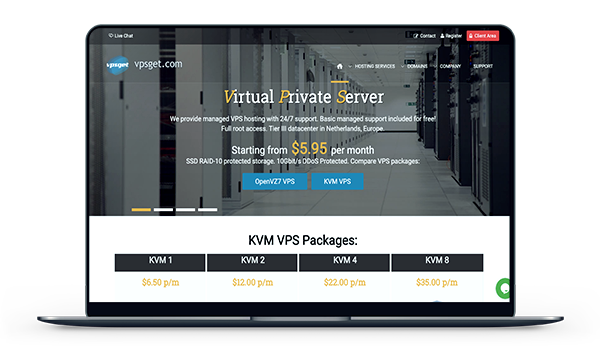 Live Chat
Contact Register Client Area
vpsget vpsget.com
HOSTING SERVICES DOMAINS COMPANY SUPPORT
Virtual Private Server
We provide managed VPS hosting with 24/7 support. Basic managed support included for free!
Full root access. Tier III datacenter in Netherlands, Europe.
Starting from $5.95 per month
SSD RAID-10 protected storage. 10Gbit/s DDoS Protected. Compare VPS packages:
OpenVZ7 VPS KVM VPS
KVM VPS Packages:
KVM 1 KVM 2 KVM 4 KVM 8
$6.50 p/m $12.00 p/m $22.00 p/m $35.00 p/m